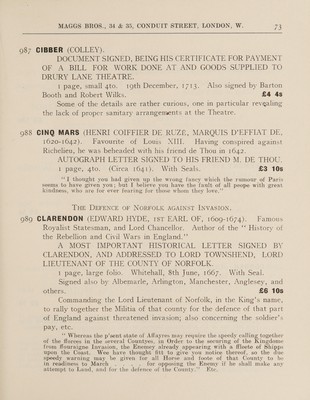 MAGGS BROS., 34 & 35, CONDUIT STREET, LONDON, W. 73
987 CIBBER (COLLEY).
DOCUMENT SIGNED, BEING HIS CERTIFICATE FOR PAYMENT
OF A BILL FOR WORK DONE AT AND GOODS SUPPLIED TO
DRURY LANE THEATRE.
1 page, small 4to. 19th December, 1713. Also signed by Barton
Booth and Robert Wilks. £4 4s
Some of the details are rather curious, one in particular revealing
the lack of proper sanitary arrangements at the Theatre.
988 CINQ MARS (HENRI COIFFIER DE RUZE, MARQUIS D'EFFIAT DE,
1620-1642). Favourite of Louis XIII. Having conspired against
Richelieu, he was beheaded with his friend de Thou in 1642.
AUTOGRAPH LETTER SIGNED TO HIS FRIEND M. DE THOU.
1 page, 4to. (Circa 1641). With Seals. £3 10s
"I thought you had given up the wrong fancy which the rumour of Paris
seems to have given you; but I believe you have the fault of all people with great
kindness, who are for ever fearing for those whom they love."
THE DEFENCE OF NORFOLK AGAINST INVASION.
989 CLARENDON (EDWARD HYDE, 1ST EARL OF, 1609-1674). Famous
Royalist Statesman, and Lord Chancellor. Author of the "History of
the Rebellion and Civil Wars in England."
A MOST IMPORTANT HISTORICAL LETTER SIGNED BY
CLARENDON, AND ADDRESSED TO LORD TOWNSHEND, LORD
LIEUTENANT OF THE COUNTY OF NORFOLK.
1 page, large folio. Whitehall, 8th June, 1667. With Seal.
Signed also by Albemarle, Arlington, Manchester, Anglesey, and
others. £6 10s
Commanding the Lord Lieutenant of Norfolk, in the King's name,
to rally together the Militia of that county for the defence of that part
of England against threatened invasion; also concerning the soldier's
pay, etc.
"Whereas the p'sent state of Affayres may require the speedy calling together
of the fforces in the severall Countyes, in Order to the securing of the Kingdome
from fforraigne Invasion, the Enemey already appearing with a ffleete of Shipps
upon the Coast. Wee have thought fitt to give you notice thereof, so the due
speedy warning may be given for all Horse and foote of that County to be
in readiness to March . . . . for opposing the Enemy if he shall make any
attempt to Land, and for the defence of the County." Etc.